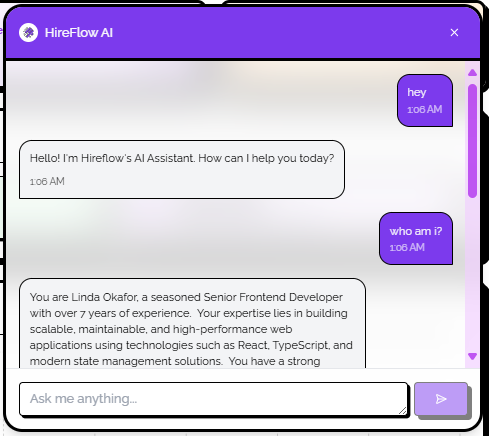 HireFlow AI
hey
1:06 AM
Hello! I'm Hireflow's AI Assistant. How can I help you today?
1:06 AM
who am i?
1:06 AM
You are Linda Okafor, a seasoned Senior Frontend Developer
with over 7 years of experience.  Your expertise lies in building
scalable, maintainable, and high-performance web
applications using technologies such as React, TypeScript, and
modern state management solutions.  You have a strong
Ask me anything...